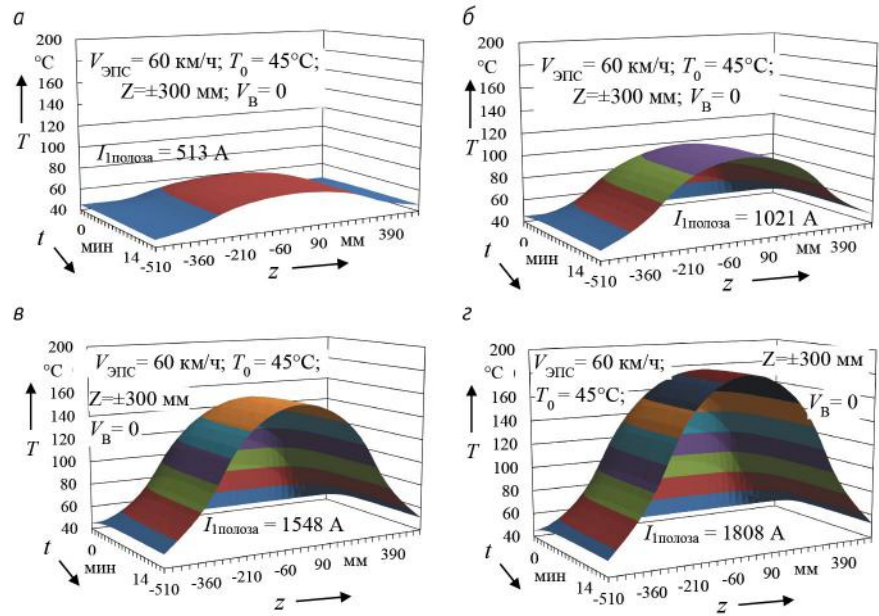 а
200
°C
160
140
120
T
100
80
60
40
V_ЭПС = 60 км/ч; T_0 = 45°C;
Z=±300 мм; V_В = 0
I_1полоза = 513 А
t
0
мин
14
-510
-360
-210
-60
90
мм
390
z
б
200
°C
160
140
120
T
100
80
60
40
V_ЭПС = 60 км/ч; T_0 = 45°C;
Z=±300 мм; V_В = 0
I_1полоза = 1021 А
t
0
мин
14
-510
-360
-210
-60
90
мм
390
z
в
200
°C
160
140
120
T
100
80
60
40
V_ЭПС = 60 км/ч; T_0 = 45°C;
Z=±300 мм
V_В = 0
I_1полоза = 1548 А
t
0
мин
14
-510
-360
-210
-60
90
мм
390
z
г
200
°C
160
140
120
T
100
80
60
40
V_ЭПС = 60 км/ч;
Z=±300 мм
T_0 = 45°C;
V_В = 0
I_1полоза = 1808 А
t
0
мин
14
-510
-360
-210
-60
90
мм
390
z